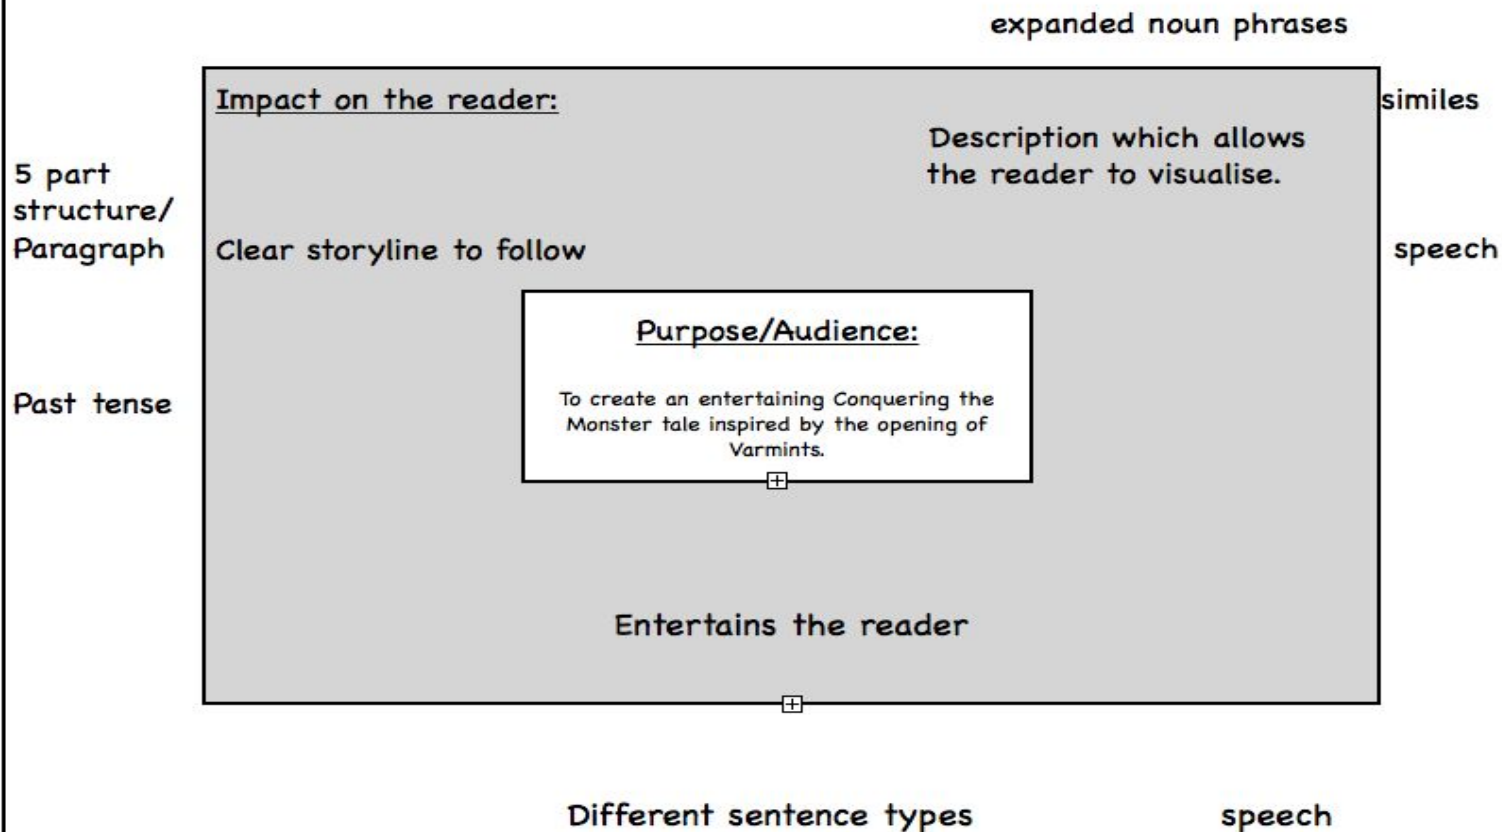 expanded noun phrases
Impact on the reader:
similes
Description which allows
the reader to visualise.
5 part
structure/
Paragraph
Clear storyline to follow
speech
Purpose/Audience:
Past tense
To create an entertaining Conquering the
Monster tale inspired by the opening of
Varmints.
Entertains the reader
Different sentence types
speech